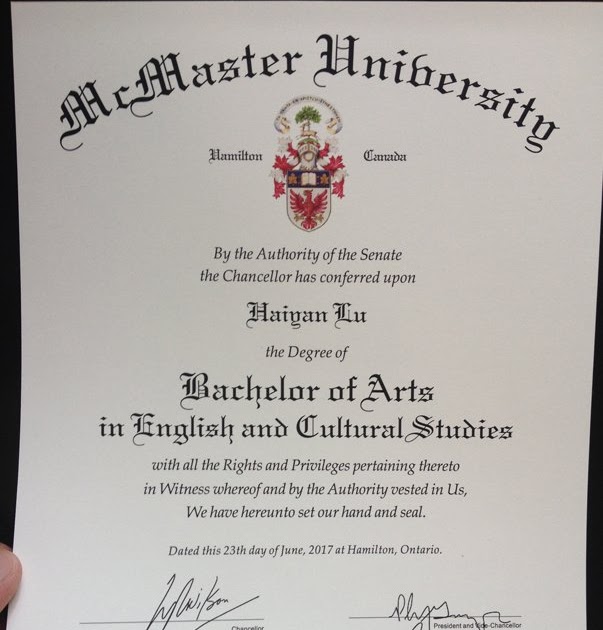 McMaster University
Hamilton Canada
By the Authority of the Senate
the Chancellor has conferred upon
Haiyan Lu
the Degree of
Bachelor of Arts
in English and Cultural Studies
with all the Rights and Privileges pertaining thereto
in Witness whereof and by the Authority vested in Us,
We have hereunto set our hand and seal.
Dated this 23th day of June, 2017 at Hamilton, Ontario.
Chancellor
President and Vide-Chancellor